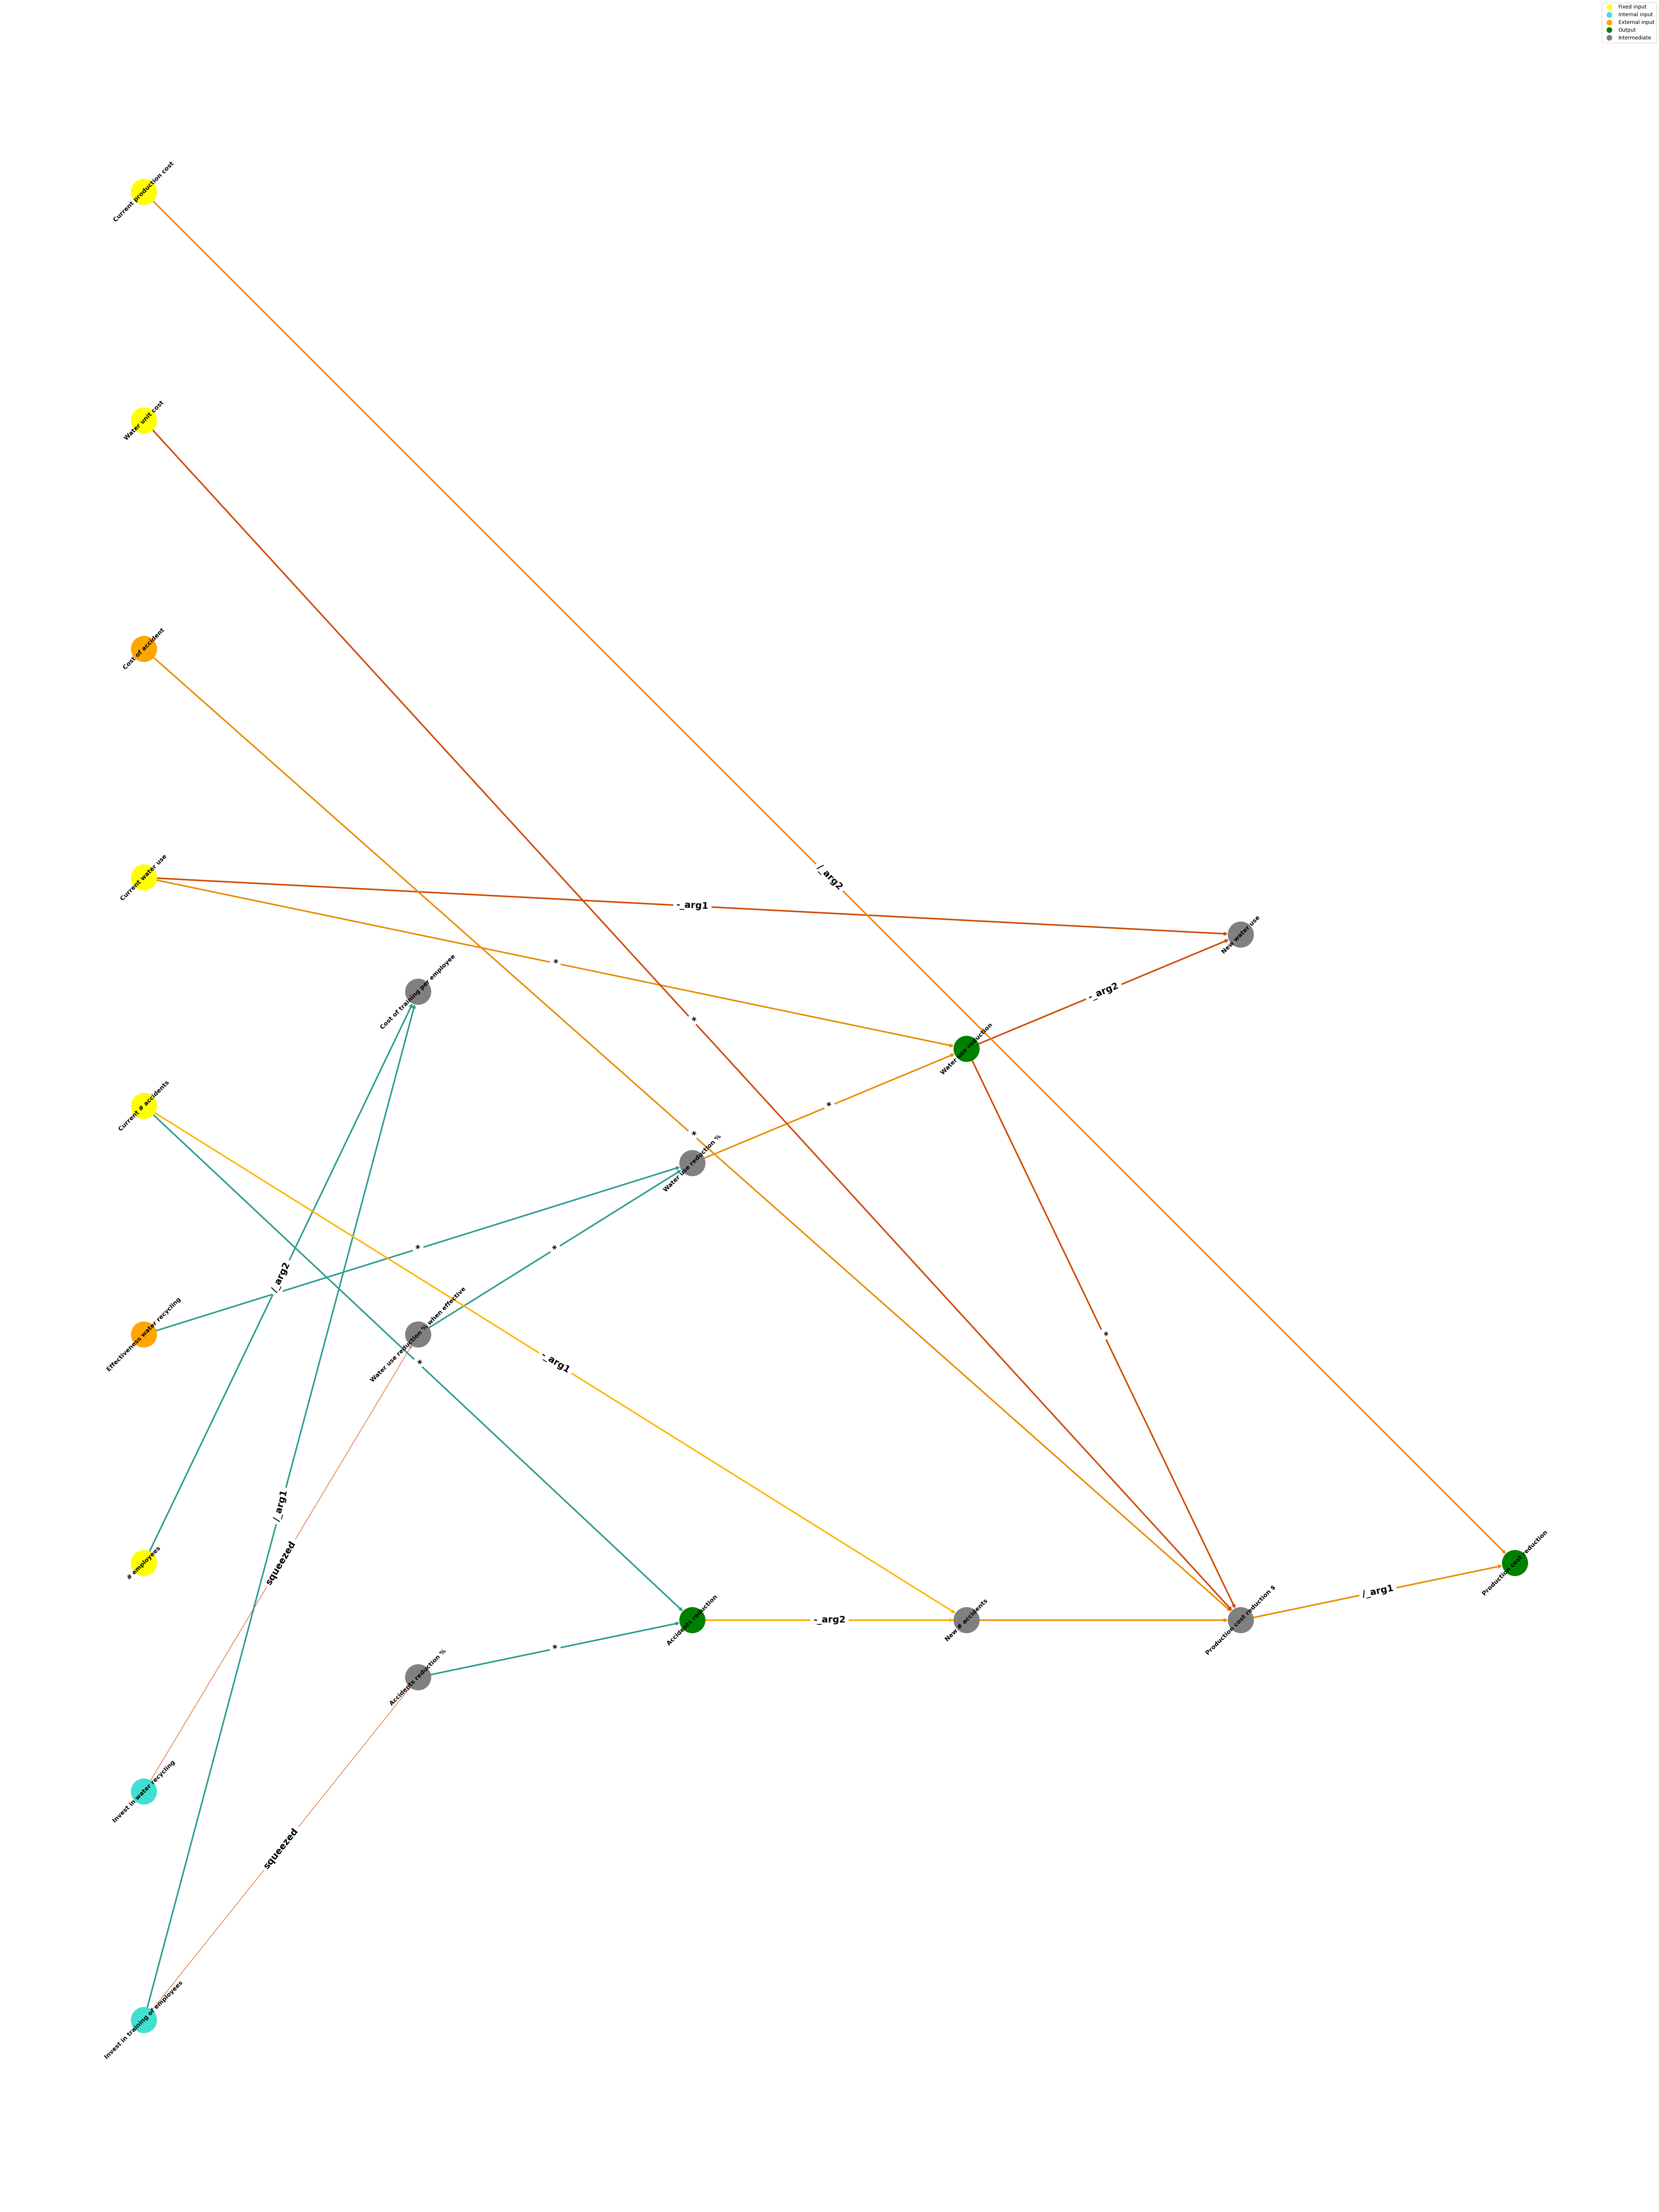 Fixed input
Internal input
External input
Output
Intermediate
Current production cost
Water unit cost
Cost of accident
/_arg2
Current water use
-_arg1
New water use
*
Cost of training per employee
-_arg2
*
Water use reduction
Current # accidents
*
*
Water use reduction %
*
*
/_arg2
Effectiveness water recycling
Water use reduction % when effective
*
*
-_arg1
/_arg1
squeezed
# employees
Production cost reduction
/_arg1
Accidents reduction
-_arg2
New # accidents
Production cost reduction $
*
Accidents reduction %
Invest in water recycling
squeezed
Invest in training of employees